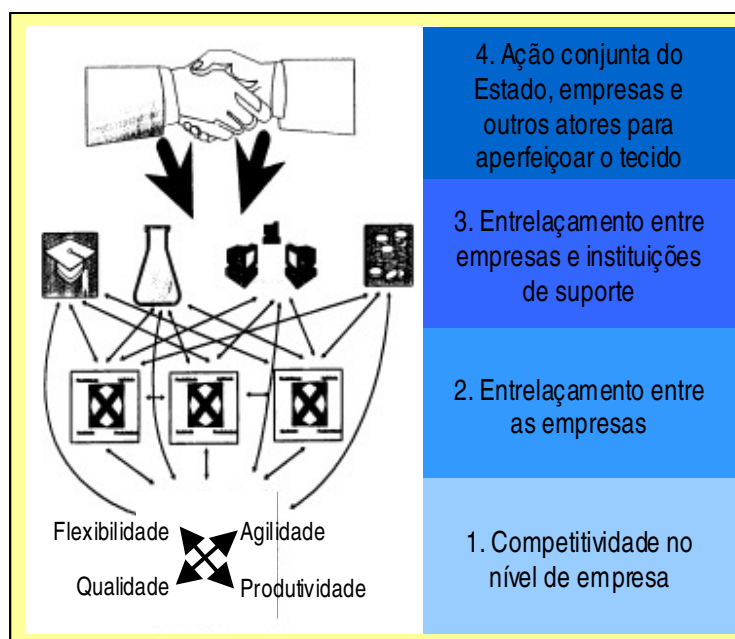 4. Ação conjunta do
Estado, empresas e
outros atores para
aperfeiçoar o tecido
3. Entrelaçamento entre
empresas e instituições
de suporte
2. Entrelaçamento entre
as empresas
Flexibilidade Agilidade
Qualidade Produtividade
1. Competitividade no
nível de empresa